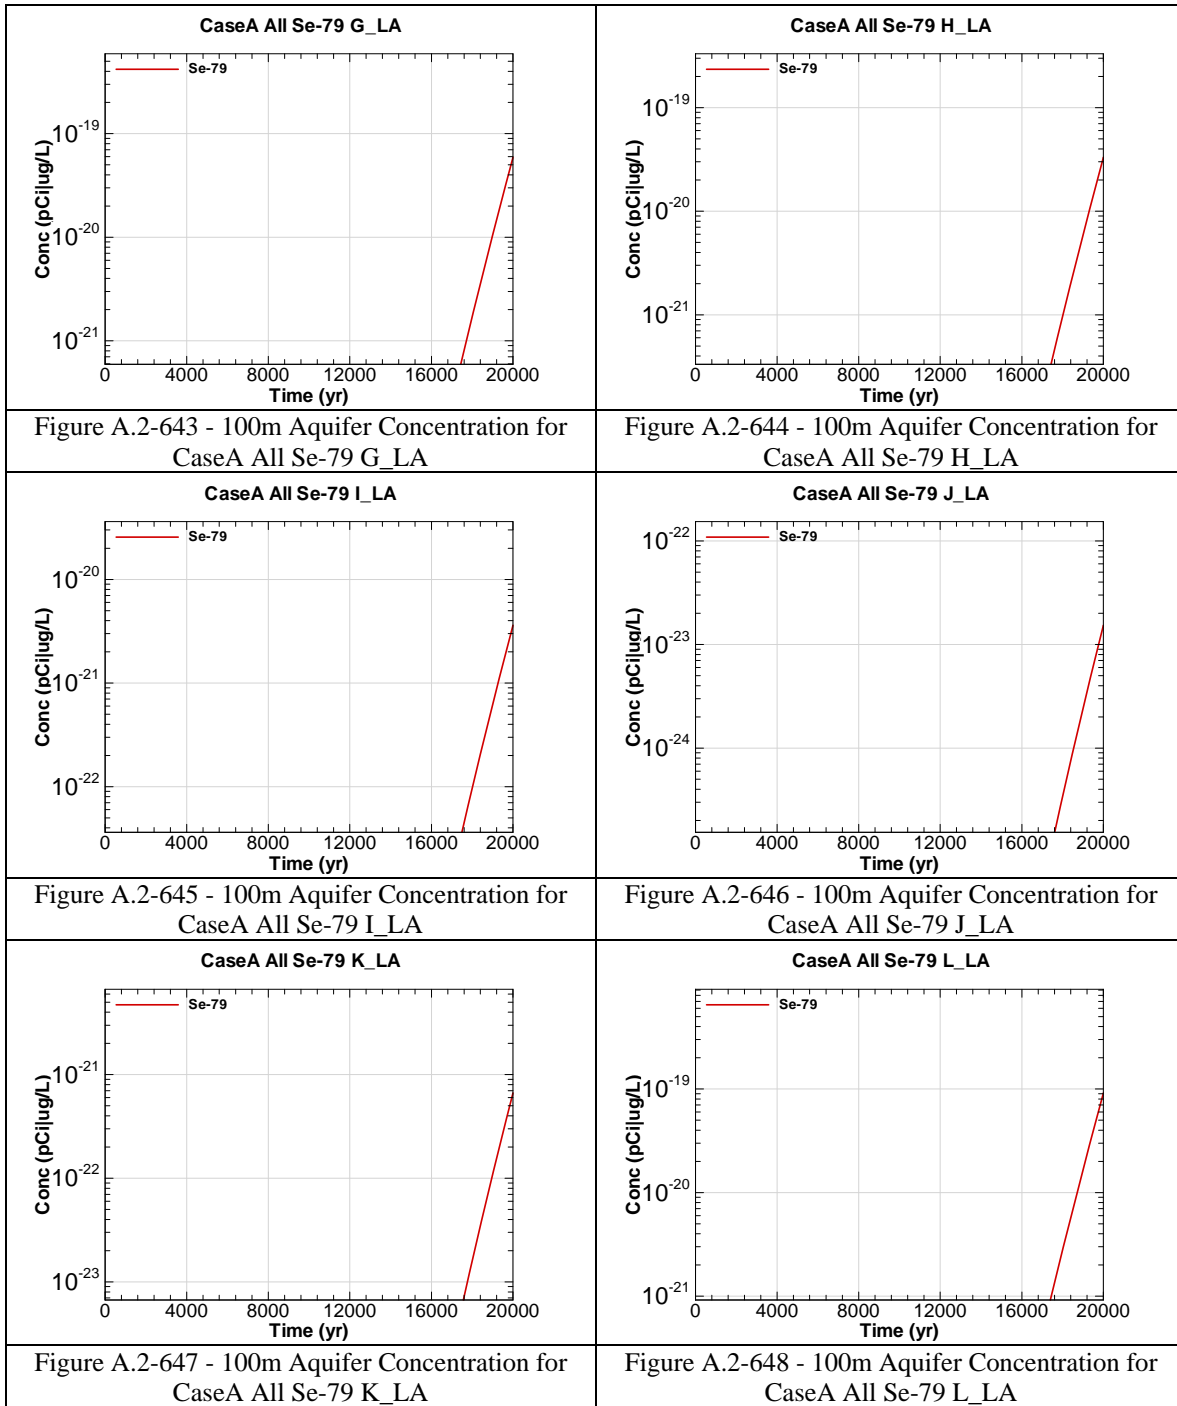 CaseA All Se-79 G_LA
Se-79
10^-19
10^-20
10^-21
Conc (pCi|ug/L)
0 4000 8000 12000 16000 20000
Time (yr)
Figure A.2-643 - 100m Aquifer Concentration for
CaseA All Se-79 G_LA
CaseA All Se-79 H_LA
Se-79
10^-19
10^-20
10^-21
Conc (pCi|ug/L)
0 4000 8000 12000 16000 20000
Time (yr)
Figure A.2-644 - 100m Aquifer Concentration for
CaseA All Se-79 H_LA
CaseA All Se-79 I_LA
Se-79
10^-20
10^-21
10^-22
Conc (pCi|ug/L)
0 4000 8000 12000 16000 20000
Time (yr)
Figure A.2-645 - 100m Aquifer Concentration for
CaseA All Se-79 I_LA
CaseA All Se-79 J_LA
Se-79
10^-22
10^-23
10^-24
Conc (pCi|ug/L)
0 4000 8000 12000 16000 20000
Time (yr)
Figure A.2-646 - 100m Aquifer Concentration for
CaseA All Se-79 J_LA
CaseA All Se-79 K_LA
Se-79
10^-21
10^-22
10^-23
Conc (pCi|ug/L)
0 4000 8000 12000 16000 20000
Time (yr)
Figure A.2-647 - 100m Aquifer Concentration for
CaseA All Se-79 K_LA
CaseA All Se-79 L_LA
Se-79
10^-19
10^-20
10^-21
Conc (pCi|ug/L)
0 4000 8000 12000 16000 20000
Time (yr)
Figure A.2-648 - 100m Aquifer Concentration for
CaseA All Se-79 L_LA